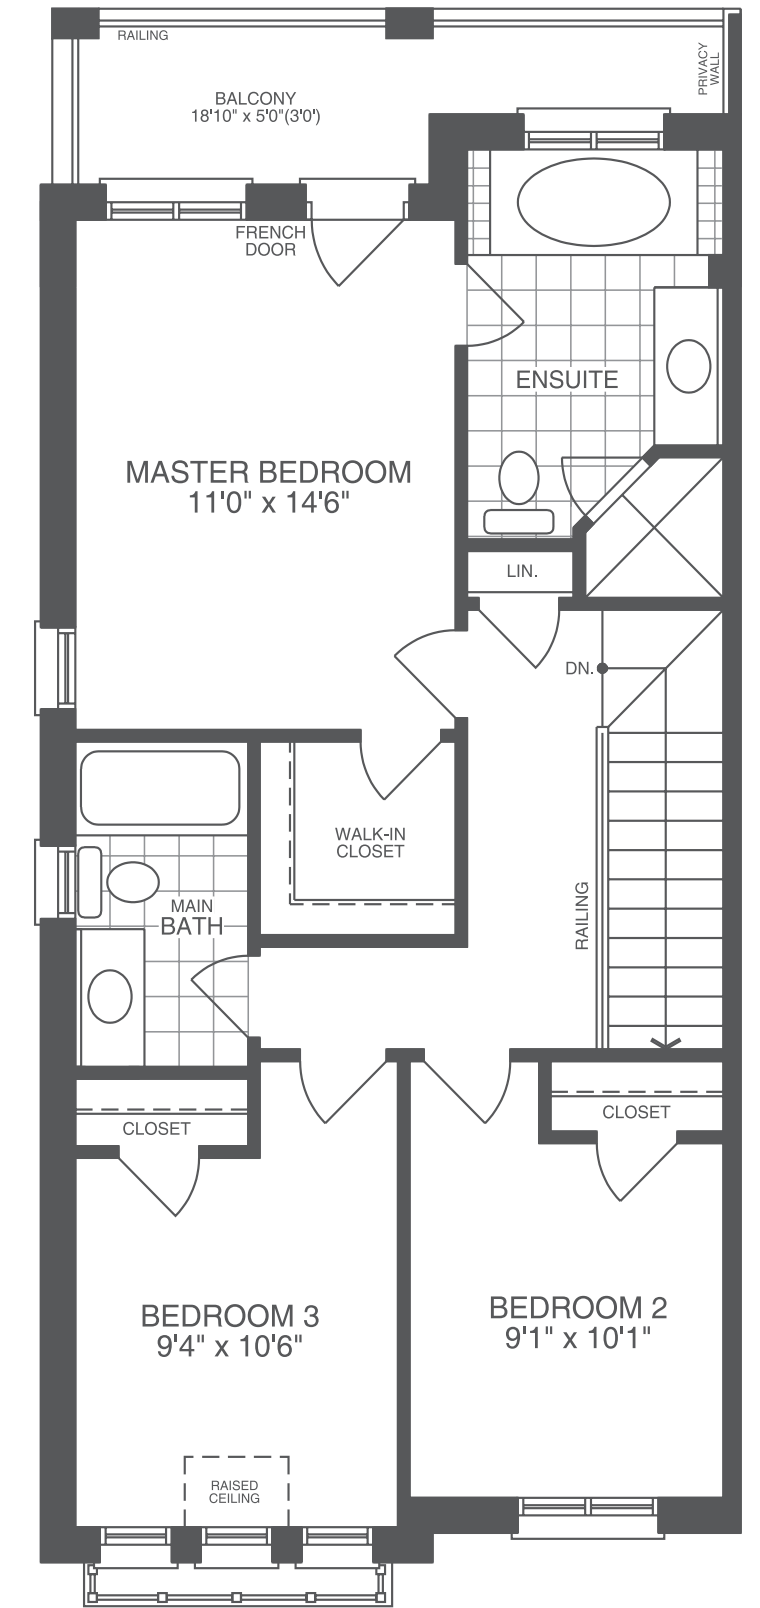 RAILING
PRIVACY
WALL
BALCONY
18'10" x 5'0"(3'0')
FRENCH
DOOR
ENSUITE
MASTER BEDROOM
11'0" x 14'6"
LIN.
DN.
WALK-IN
CLOSET
MAIN
BATH
RAILING
CLOSET
CLOSET
BEDROOM 3
9'4" x 10'6"
BEDROOM 2
9'1" x 10'1"
RAISED
CEILING